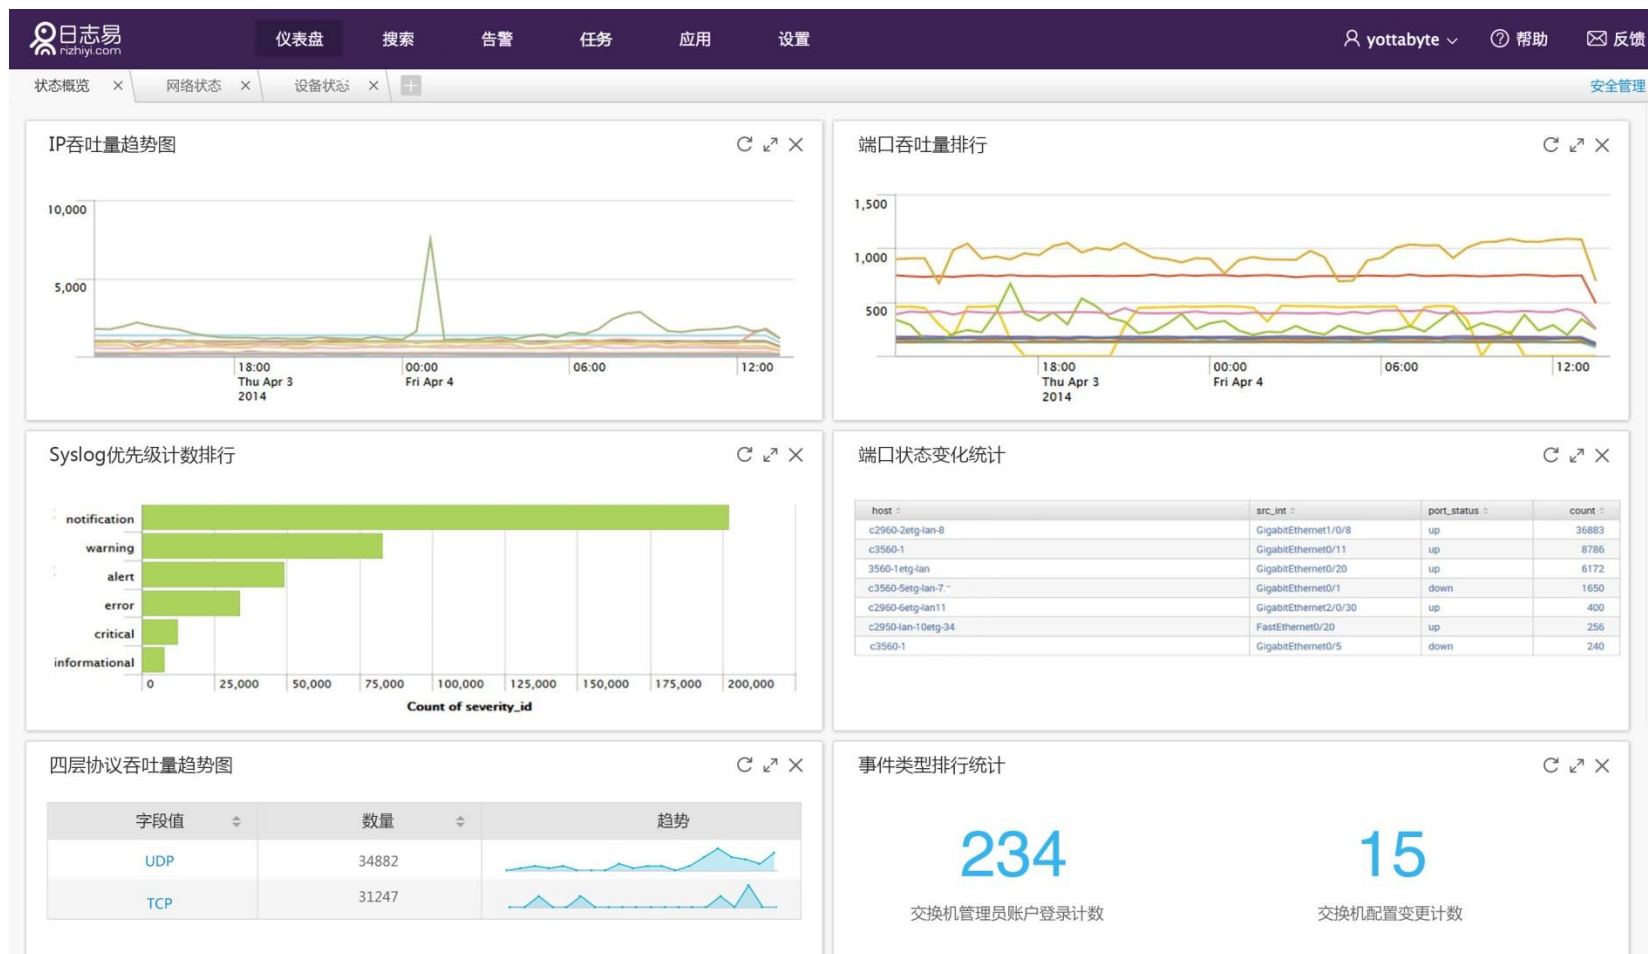 日志易
rizhiyi.com
仪表盘 搜索 告警 任务 应用 设置
yottabyte 帮助 反馈
状态概览 网络状态 设备状态
安全管理
IP吞吐量趋势图
10,000
5,000
18:00 00:00 06:00 12:00
Thu Apr 3 Fri Apr 4
2014
端口吞吐量排行
1,500
1,000
500
18:00 00:00 06:00 12:00
Thu Apr 3 Fri Apr 4
2014
Syslog优先级计数排行
notification
warning
alert
error
critical
informational
0 25,000 50,000 75,000 100,000 125,000 150,000 175,000 200,000
Count of severity_id
端口状态变化统计
host src_int port_status count
c2960-2etg-lan-8 GigabitEthernet1/0/8 up 36883
c3560-1 GigabitEthernet0/11 up 8786
3560-1etg-lan GigabitEthernet0/20 up 6172
c3560-5etg-lan-7. GigabitEthernet0/1 down 1650
c2960-6etg-lan11 GigabitEthernet2/0/30 up 400
c2950-lan-10etg-34 FastEthernet0/20 up 256
c3560-1 GigabitEthernet0/5 down 240
四层协议吞吐量趋势图
字段值 数量 趋势
UDP 34882
TCP 31247
事件类型排行统计
234 15
交换机管理员账户登录计数 交换机配置变更计数